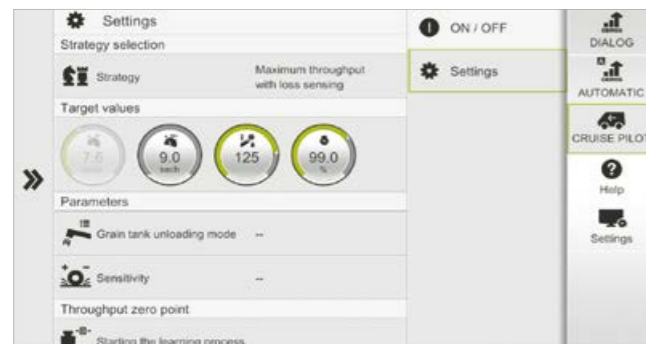 Settings
Strategy selection
Strategy
Maximum throughput
with loss sensing
Target values
7.6
9.0
125
99.0
%
Parameters
Grain tank unloading mode --
Sensitivity --
Throughput zero point
Starting the learning process
ON / OFF
Settings
DIALOG
AUTOMATIC
CRUISE PILOT
Help
Settings